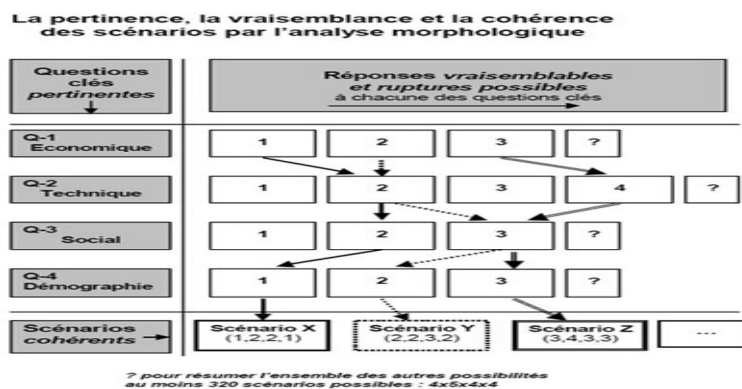 La pertinence, la vraisemblance et la cohérence
des scénarios par l'analyse morphologique
Questions
clés
pertinentes
Réponses vraisemblables
et ruptures possibles
à chacune des questions clés
Q-1
Economique
1 2 3 ?
Q-2
Technique
1 2 3 4 ?
Q-3
Social
1 2 3 ?
Q-4
Démographie
1 2 3 ?
Scénarios
cohérents
Scénario X
(1,2,2,1)
Scénario Y
(2,2,3,2)
Scénario Z
(3,4,3,3)
---
? pour résumer l'ensemble des autres possibilités
au moins 320 scénarios possibles : 4x5x4x4